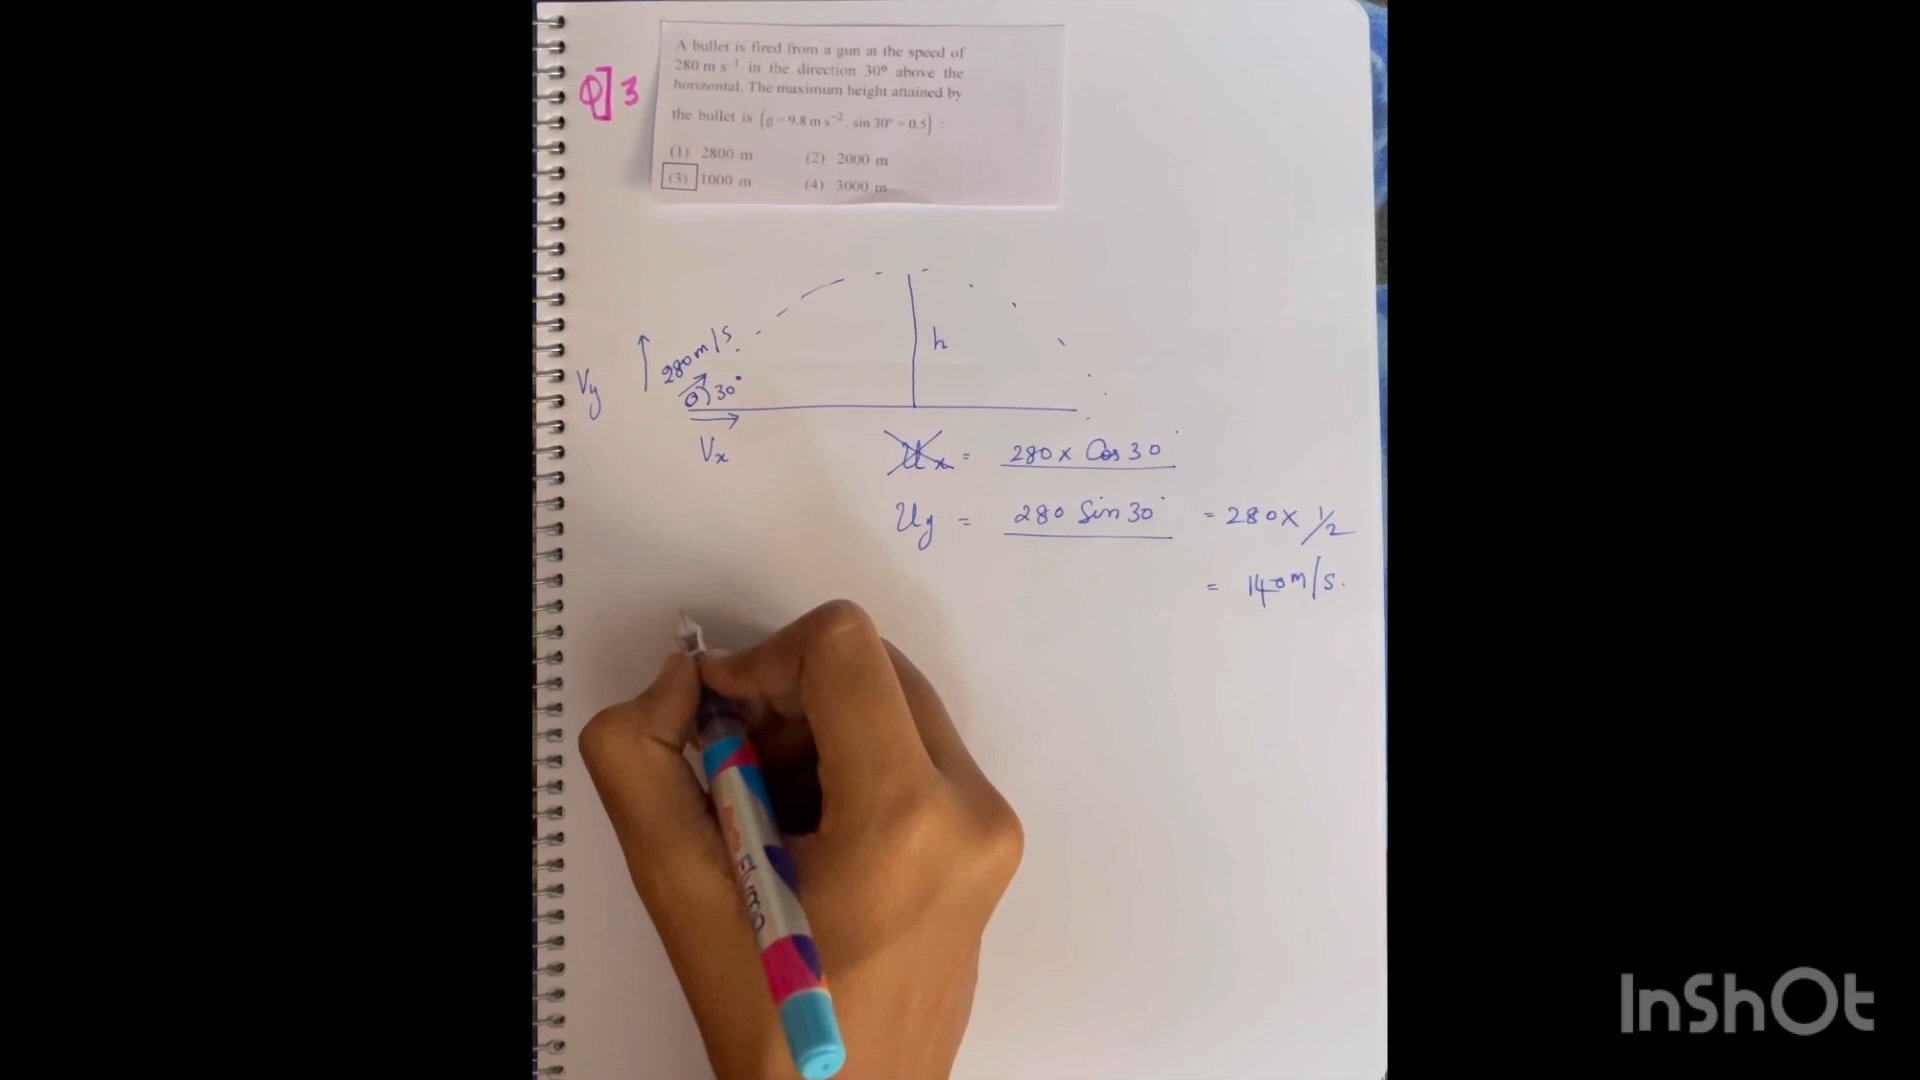 Q] 3
A bullet is fired from a gun at the speed of
280 m s⁻¹ in the direction 30° above the
horizontal. The maximum height attained by
the bullet is (g = 9.8 m s⁻², sin 30° = 0.5) :
(1) 2800 m (2) 2000 m
(3) 1000 m (4) 3000 m
280m/s
h
Vy
θ 30°
Vx
Ux = 280 x Cos 30°
Uy = 280 Sin 30° = 280 x 1/2
= 140 m/s.
Elyma
InShOt